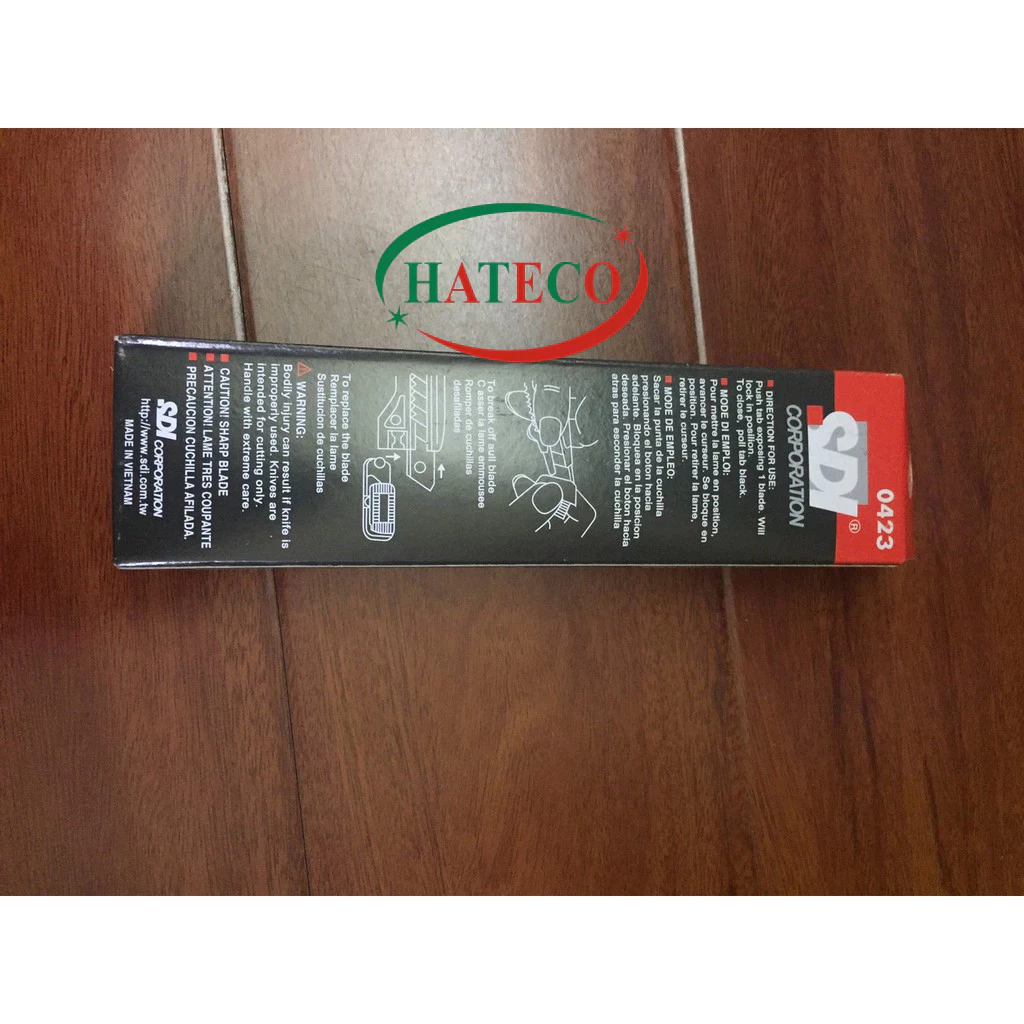 HATECO
0423
SDI®
CORPORATION
DIRECTION FOR USE:
Push tab exposing 1 blade. Will
lock in posilion.
To close, poll tab black.
MODE DI EMPLOI:
Pour metre la lame en position,
avancer le curseur. Se bloque en
position. Pour retirer la lame,
retirer le curseur.
MODE DE EMPLEO:
Sacar la punta de la cuchilla
presionando el boton hacia
adelante Bloquea en la posicion
deseada Presionar el boton hacia
atras para esconder la cuchilla
To break off aull blade
Casser la lame emmousee
Romper de cuchillas
desafiladas
To replace the blade
Remplacer la lame
Sustitucion de cuchillas
WARNING:
Bodily injury can result if knife is
improperly used. Knives are
intended for cutting only.
Handle with extreme care.
CAUTION! SHARP BLADE
ATTENTION! LAME TRES COUPANTE
PRECAUCION CUCHILLA AFILADA.
SDI CORPORATION
http://www.sdi.com.tw
MADE IN VIETNAM